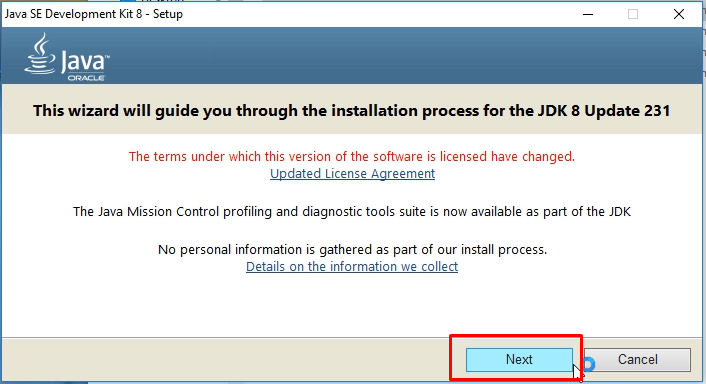 Java SE Development Kit 8 - Setup
Java™
ORACLE
This wizard will guide you through the installation process for the JDK 8 Update 231
The terms under which this version of the software is licensed have changed.
Updated License Agreement
The Java Mission Control profiling and diagnostic tools suite is now available as part of the JDK
No personal information is gathered as part of our install process.
Details on the information we collect
Next
Cancel